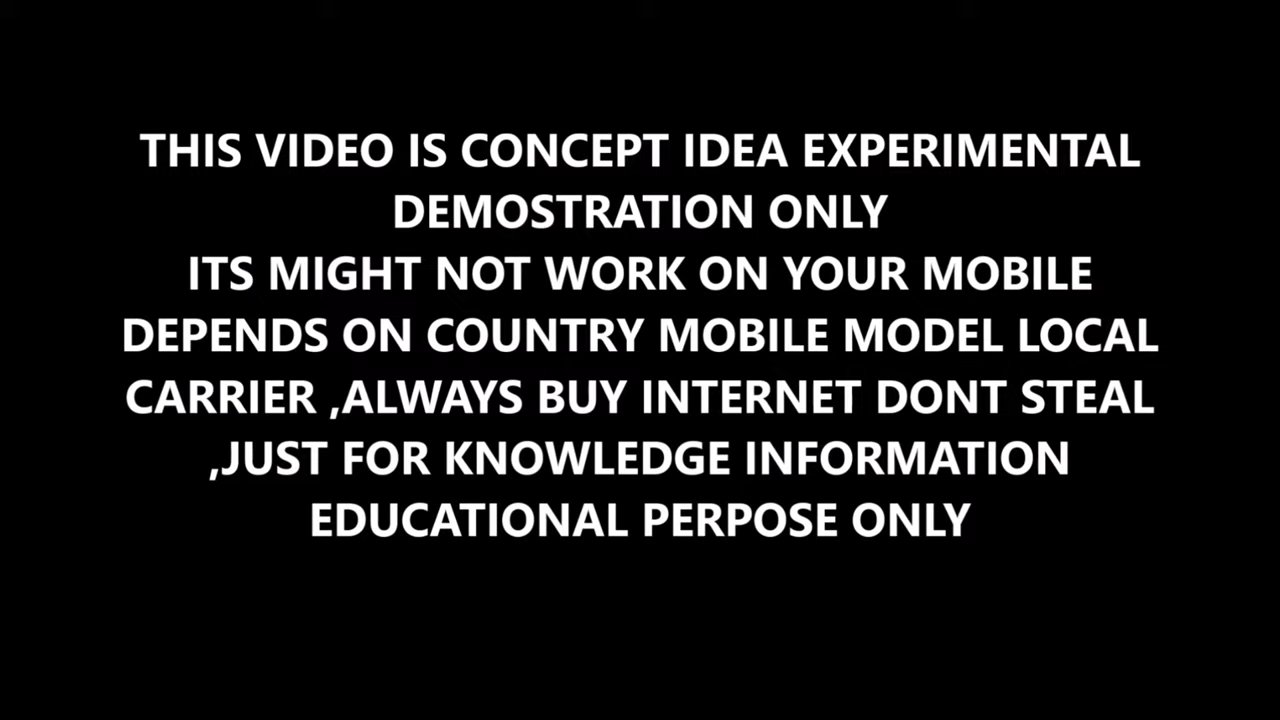 THIS VIDEO IS CONCEPT IDEA EXPERIMENTAL
DEMOSTRATION ONLY
ITS MIGHT NOT WORK ON YOUR MOBILE
DEPENDS ON COUNTRY MOBILE MODEL LOCAL
CARRIER ,ALWAYS BUY INTERNET DONT STEAL
,JUST FOR KNOWLEDGE INFORMATION
EDUCATIONAL PERPOSE ONLY